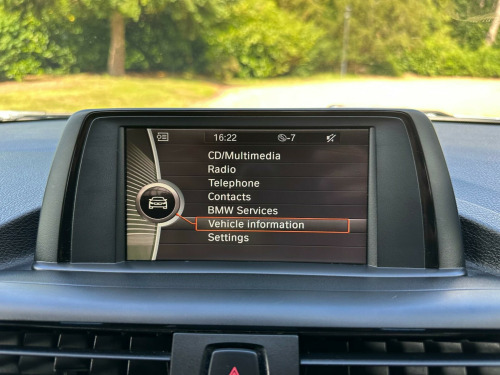 16:22 -7
CD/Multimedia
Radio
Telephone
Contacts
BMW Services
Vehicle information
Settings